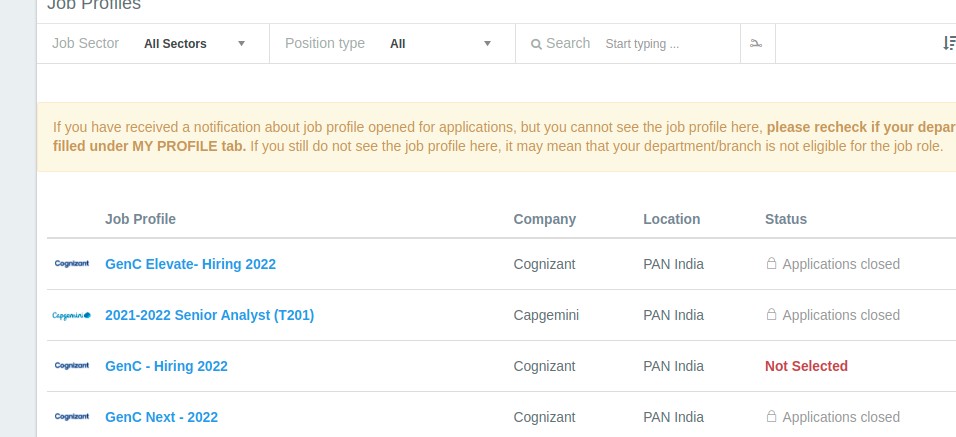 Job Profiles
Job Sector All Sectors Position type All Search Start typing ...
If you have received a notification about job profile opened for applications, but you cannot see the job profile here, please recheck if your depar
filled under MY PROFILE tab. If you still do not see the job profile here, it may mean that your department/branch is not eligible for the job role.
Job Profile Company Location Status
Cognizant GenC Elevate- Hiring 2022 Cognizant PAN India Applications closed
Capgemini 2021-2022 Senior Analyst (T201) Capgemini PAN India Applications closed
Cognizant GenC - Hiring 2022 Cognizant PAN India Not Selected
Cognizant GenC Next - 2022 Cognizant PAN India Applications closed